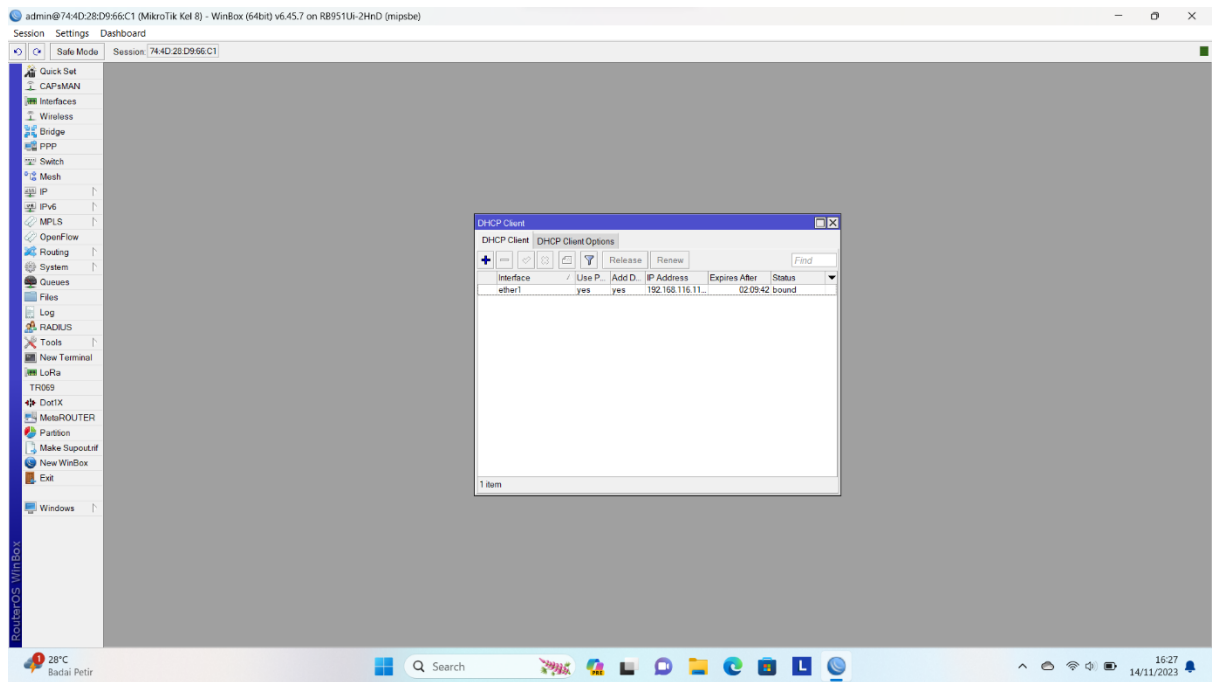 admin@74:4D:28:D9:66:C1 (MikroTik Kel 8) - WinBox (64bit) v6.45.7 on RB951Ui-2HnD (mipsbe)
Session Settings Dashboard
Safe Mode Session: 74:4D:28:D9:66:C1
Quick Set
CAPsMAN
Interfaces
Wireless
Bridge
PPP
Switch
Mesh
IP
IPv6
MPLS
OpenFlow
Routing
System
Queues
Files
Log
RADIUS
Tools
New Terminal
LoRa
TR069
Dot1X
MetaROUTER
Partition
Make Supout.rif
New WinBox
Exit
Windows
RouterOS WinBox
DHCP Client
DHCP Client DHCP Client Options
Release Renew Find
Interface Use P... Add D... IP Address Expires After Status
ether1 yes yes 192.168.116.11... 02:09:42 bound
1 item
1
28°C
Badai Petir
Search
PRE
L
16:27
14/11/2023